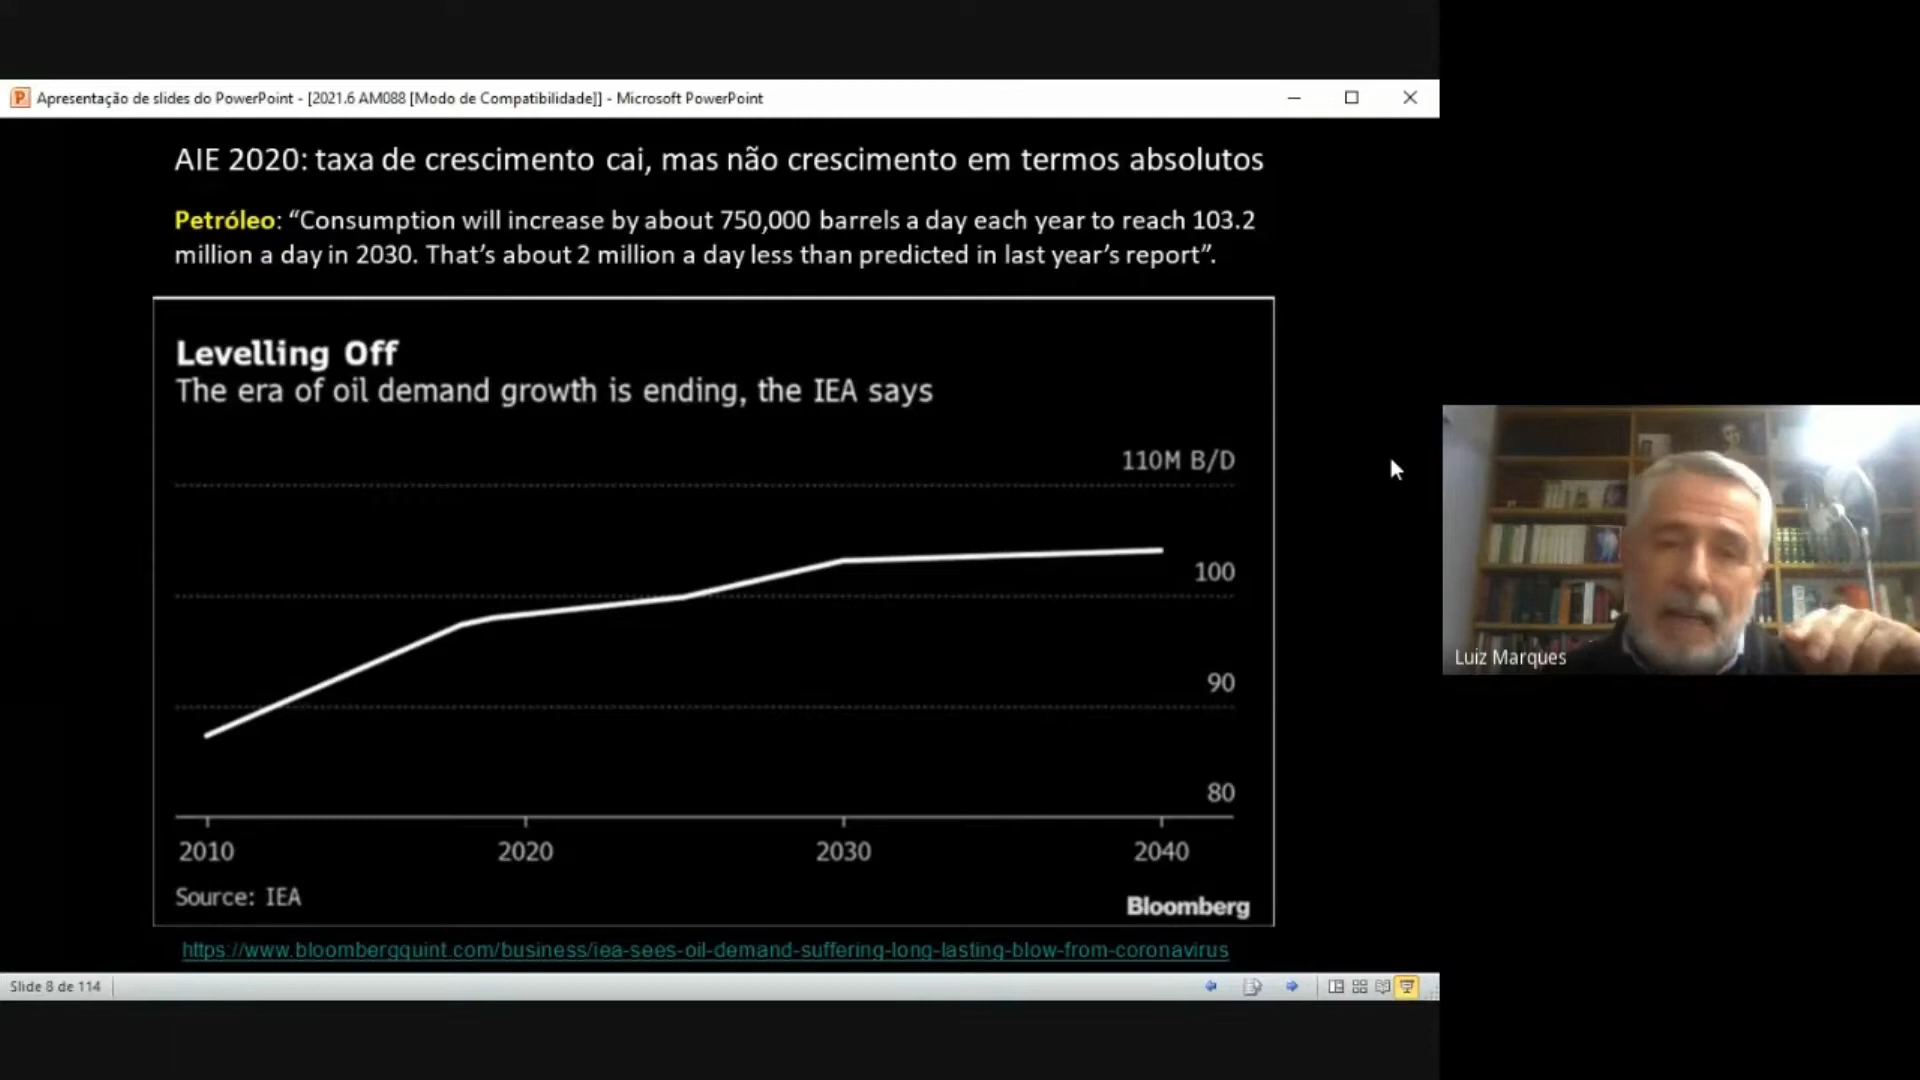 Apresentação de slides do PowerPoint - [2021.6 AM088 [Modo de Compatibilidade]] - Microsoft PowerPoint
AIE 2020: taxa de crescimento cai, mas não crescimento em termos absolutos
Petróleo: “Consumption will increase by about 750,000 barrels a day each year to reach 103.2
million a day in 2030. That’s about 2 million a day less than predicted in last year’s report”.
Levelling Off
The era of oil demand growth is ending, the IEA says
110M B/D
100
90
80
2010 2020 2030 2040
Source: IEA
Bloomberg
https://www.bloombergquint.com/business/iea-sees-oil-demand-suffering-long-lasting-blow-from-coronavirus
Slide 8 de 114
Luiz Marques